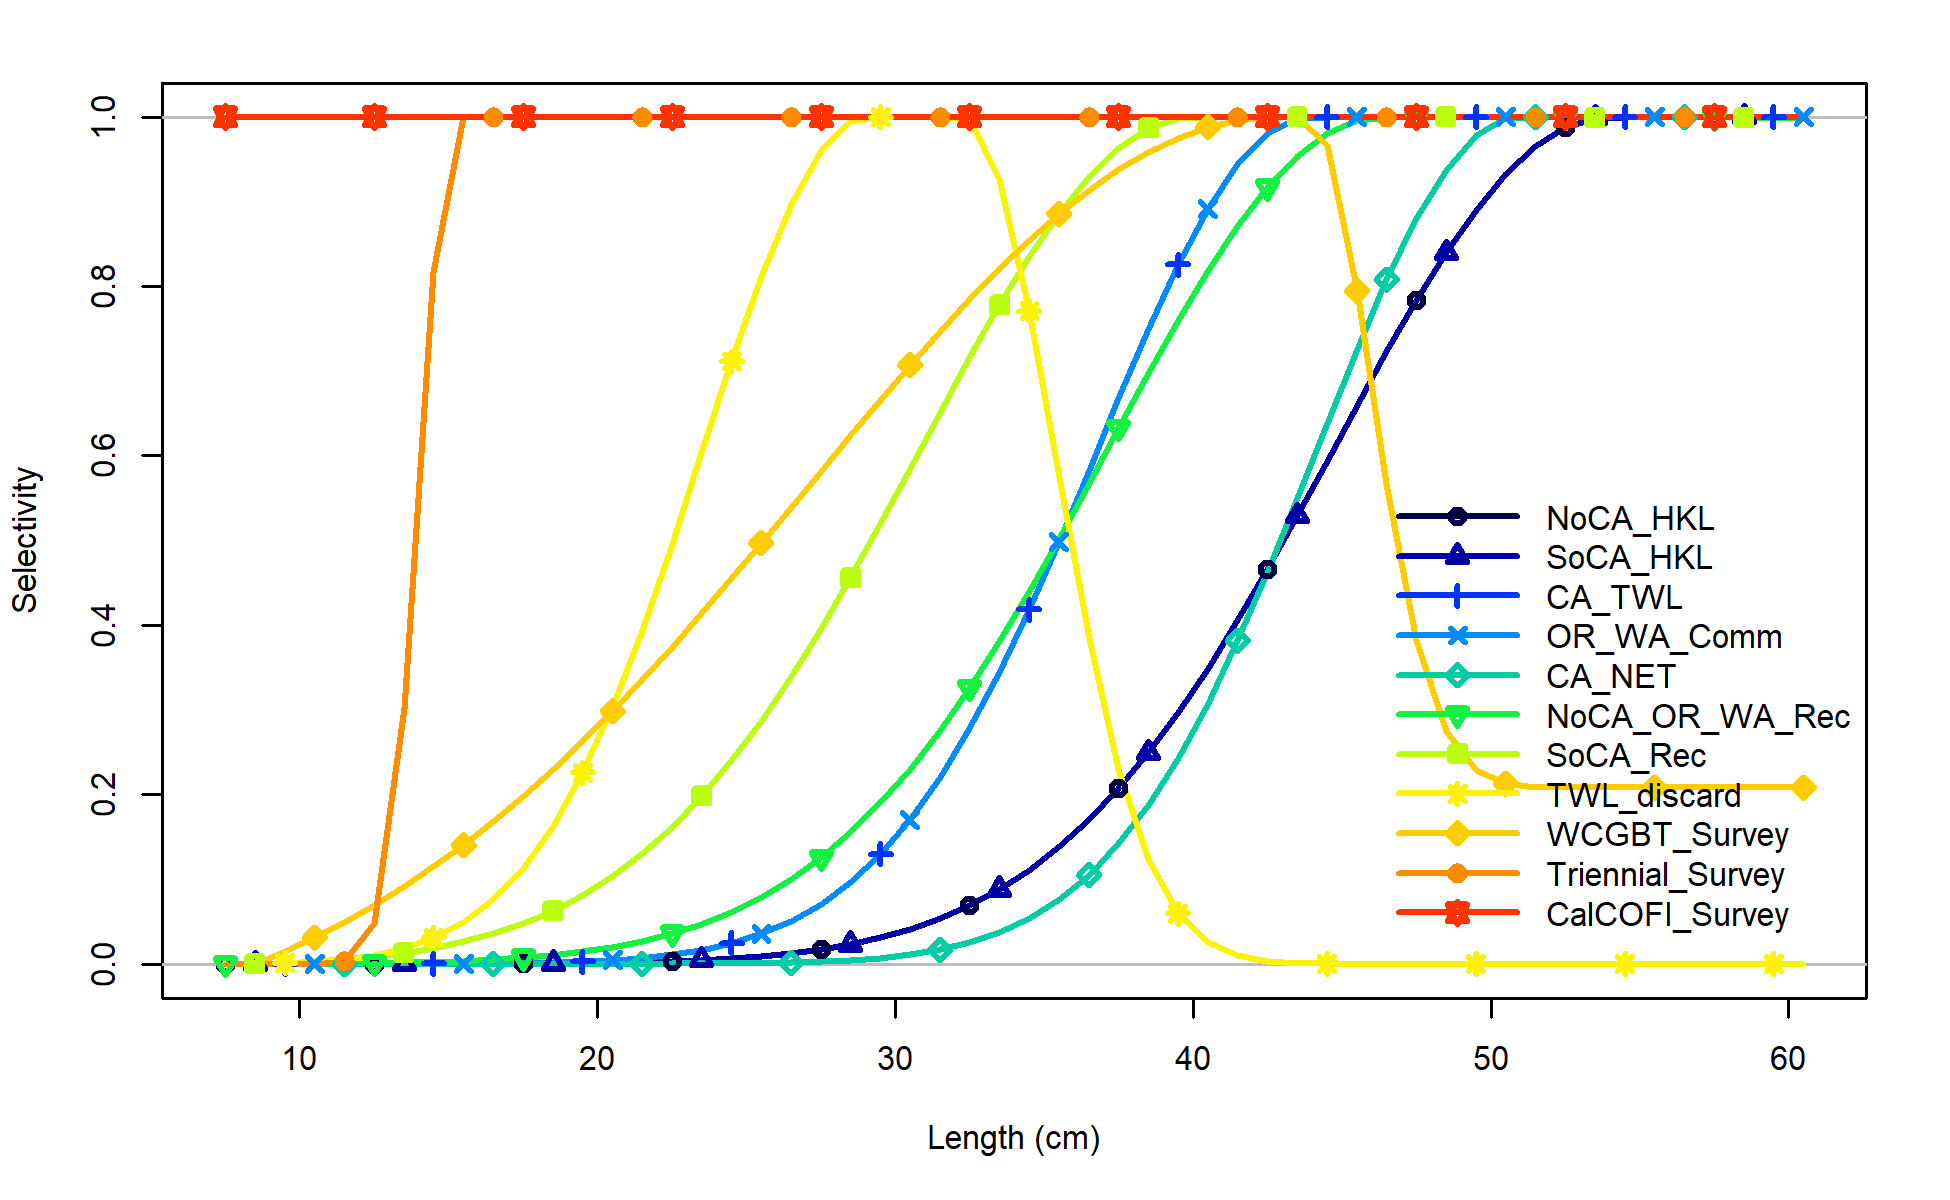 1.0
0.8
0.6
0.4
0.2
0.0
Selectivity
10 20 30 40 50 60
Length (cm)
NoCA_HKL
SoCA_HKL
CA_TWL
OR_WA_Comm
CA_NET
NoCA_OR_WA_Rec
SoCA_Rec
TWL_discard
WCGBT_Survey
Triennial_Survey
CalCOFI_Survey